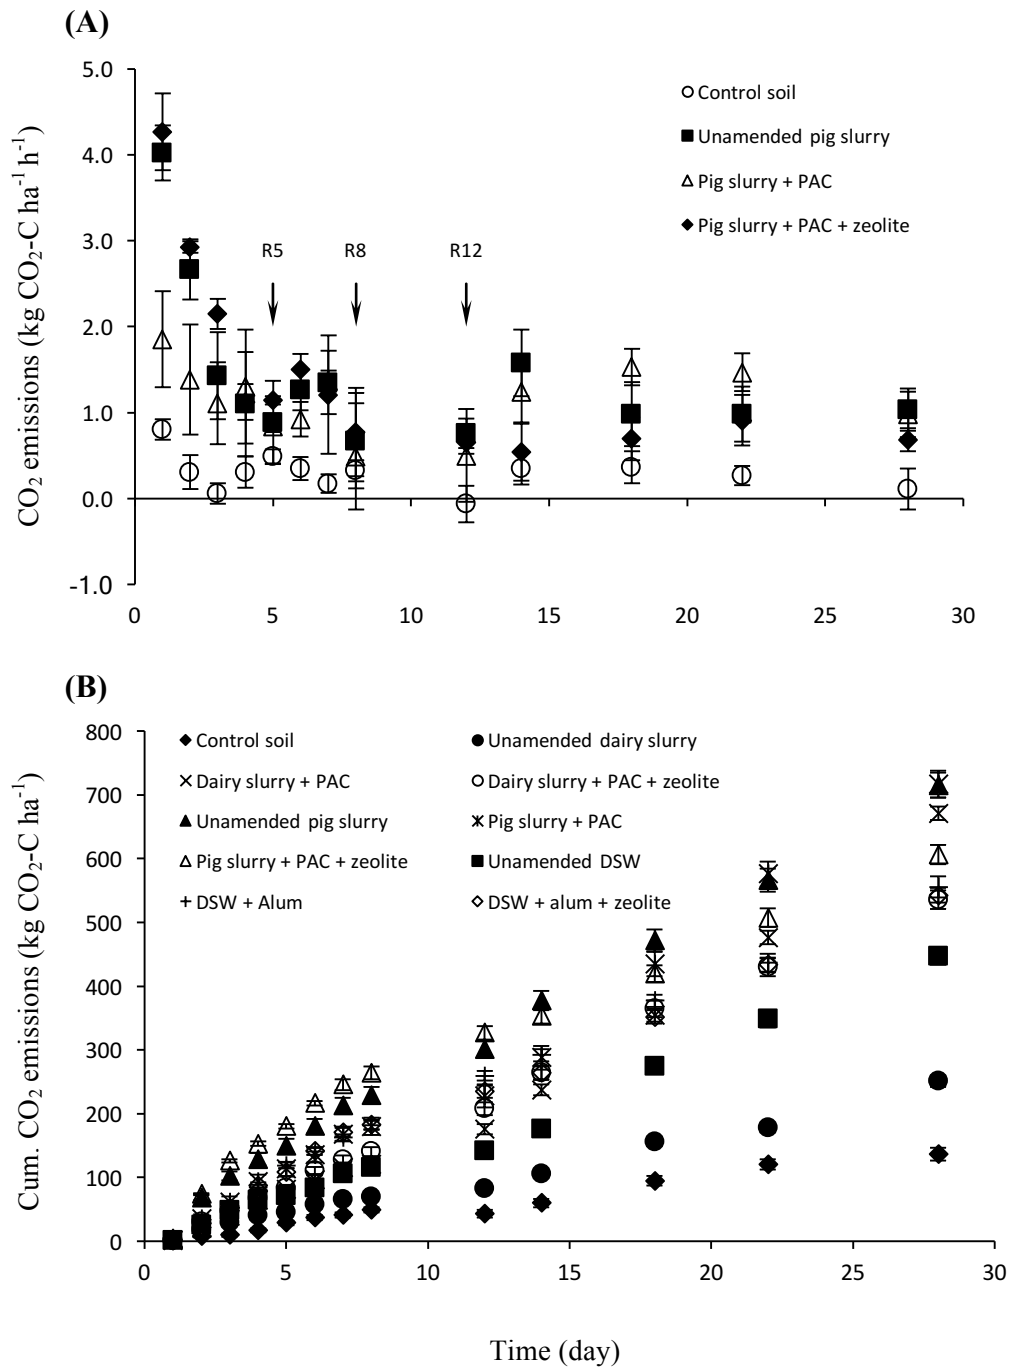 (A)
5.0
4.0
3.0
2.0
1.0
0.0
-1.0
CO2 emissions (kg CO2-C ha-1 h-1)
Control soil
Unamended pig slurry
Pig slurry + PAC
Pig slurry + PAC + zeolite
R5 R8 R12
0 5 10 15 20 25 30
(B)
800
700
600
500
400
300
200
100
0
Cum. CO2 emissions (kg CO2-C ha-1)
Control soil Unamended dairy slurry
Dairy slurry + PAC Dairy slurry + PAC + zeolite
Unamended pig slurry Pig slurry + PAC
Pig slurry + PAC + zeolite Unamended DSW
DSW + Alum DSW + alum + zeolite
0 5 10 15 20 25 30
Time (day)